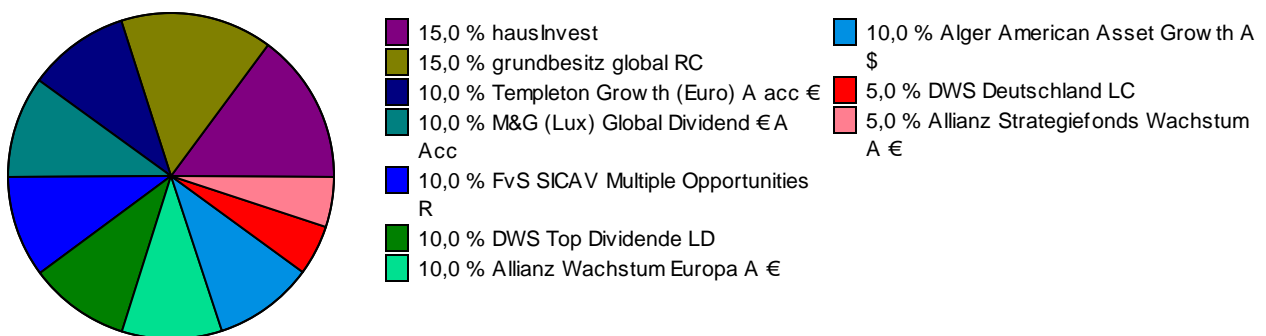 15,0 % hausInvest
15,0 % grundbesitz global RC
10,0 % Templeton Growth (Euro) A acc €
10,0 % M&G (Lux) Global Dividend € A
Acc
10,0 % FvS SICAV Multiple Opportunities
R
10,0 % DWS Top Dividende LD
10,0 % Allianz Wachstum Europa A €
10,0 % Alger American Asset Growth A
$
5,0 % DWS Deutschland LC
5,0 % Allianz Strategiefonds Wachstum
A €